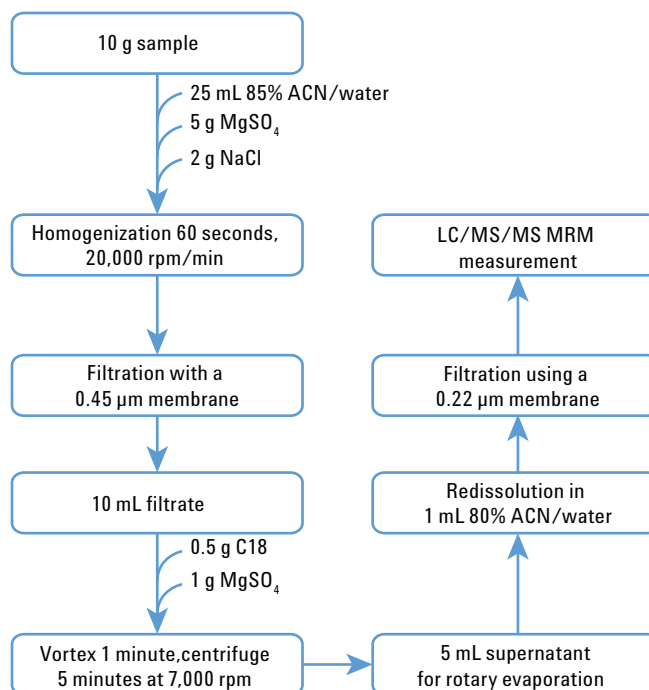 10 g sample
25 mL 85% ACN/water
5 g MgSO₄
2 g NaCl
Homogenization 60 seconds,
20,000 rpm/min
Filtration with a
0.45 µm membrane
10 mL filtrate
0.5 g C18
1 g MgSO₄
Vortex 1 minute,centrifuge
5 minutes at 7,000 rpm
5 mL supernatant
for rotary evaporation
Redissolution in
1 mL 80% ACN/water
Filtration using a
0.22 µm membrane
LC/MS/MS MRM
measurement